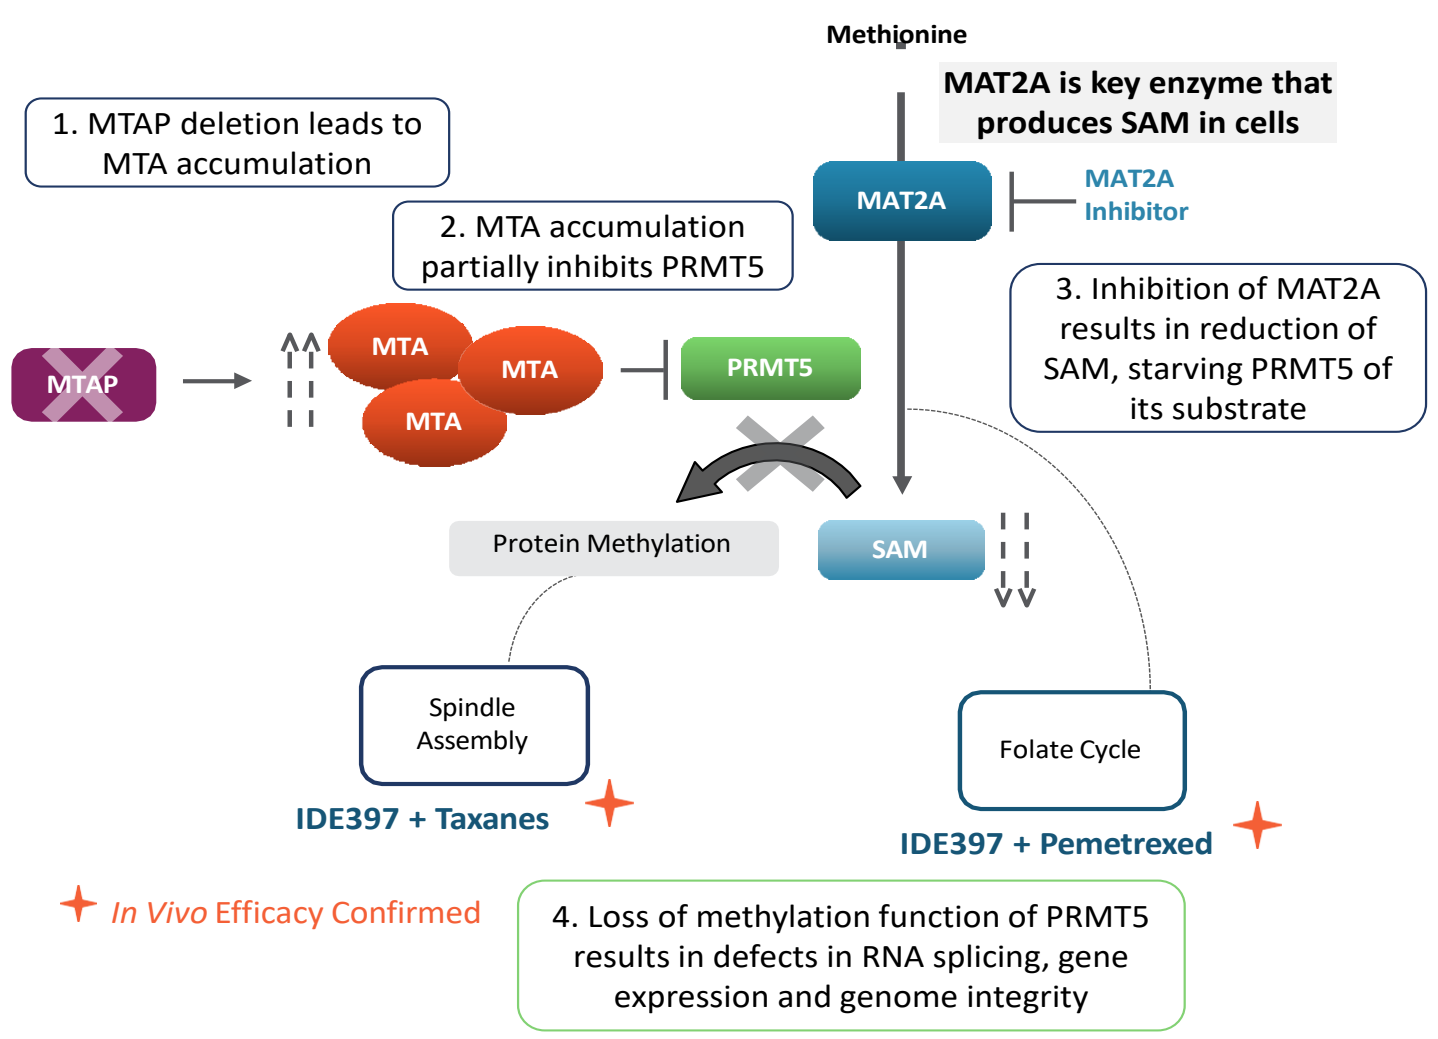 Methionine
MAT2A is key enzyme that
produces SAM in cells
1. MTAP deletion leads to
MTA accumulation
MAT2A
MAT2A
Inhibitor
2. MTA accumulation
partially inhibits PRMT5
3. Inhibition of MAT2A
results in reduction of
SAM, starving PRMT5 of
its substrate
MTAP
MTA
MTA
MTA
PRMT5
Protein Methylation
SAM
Spindle
Assembly
Folate Cycle
IDE397 + Taxanes
IDE397 + Pemetrexed
In Vivo Efficacy Confirmed
4. Loss of methylation function of PRMT5
results in defects in RNA splicing, gene
expression and genome integrity